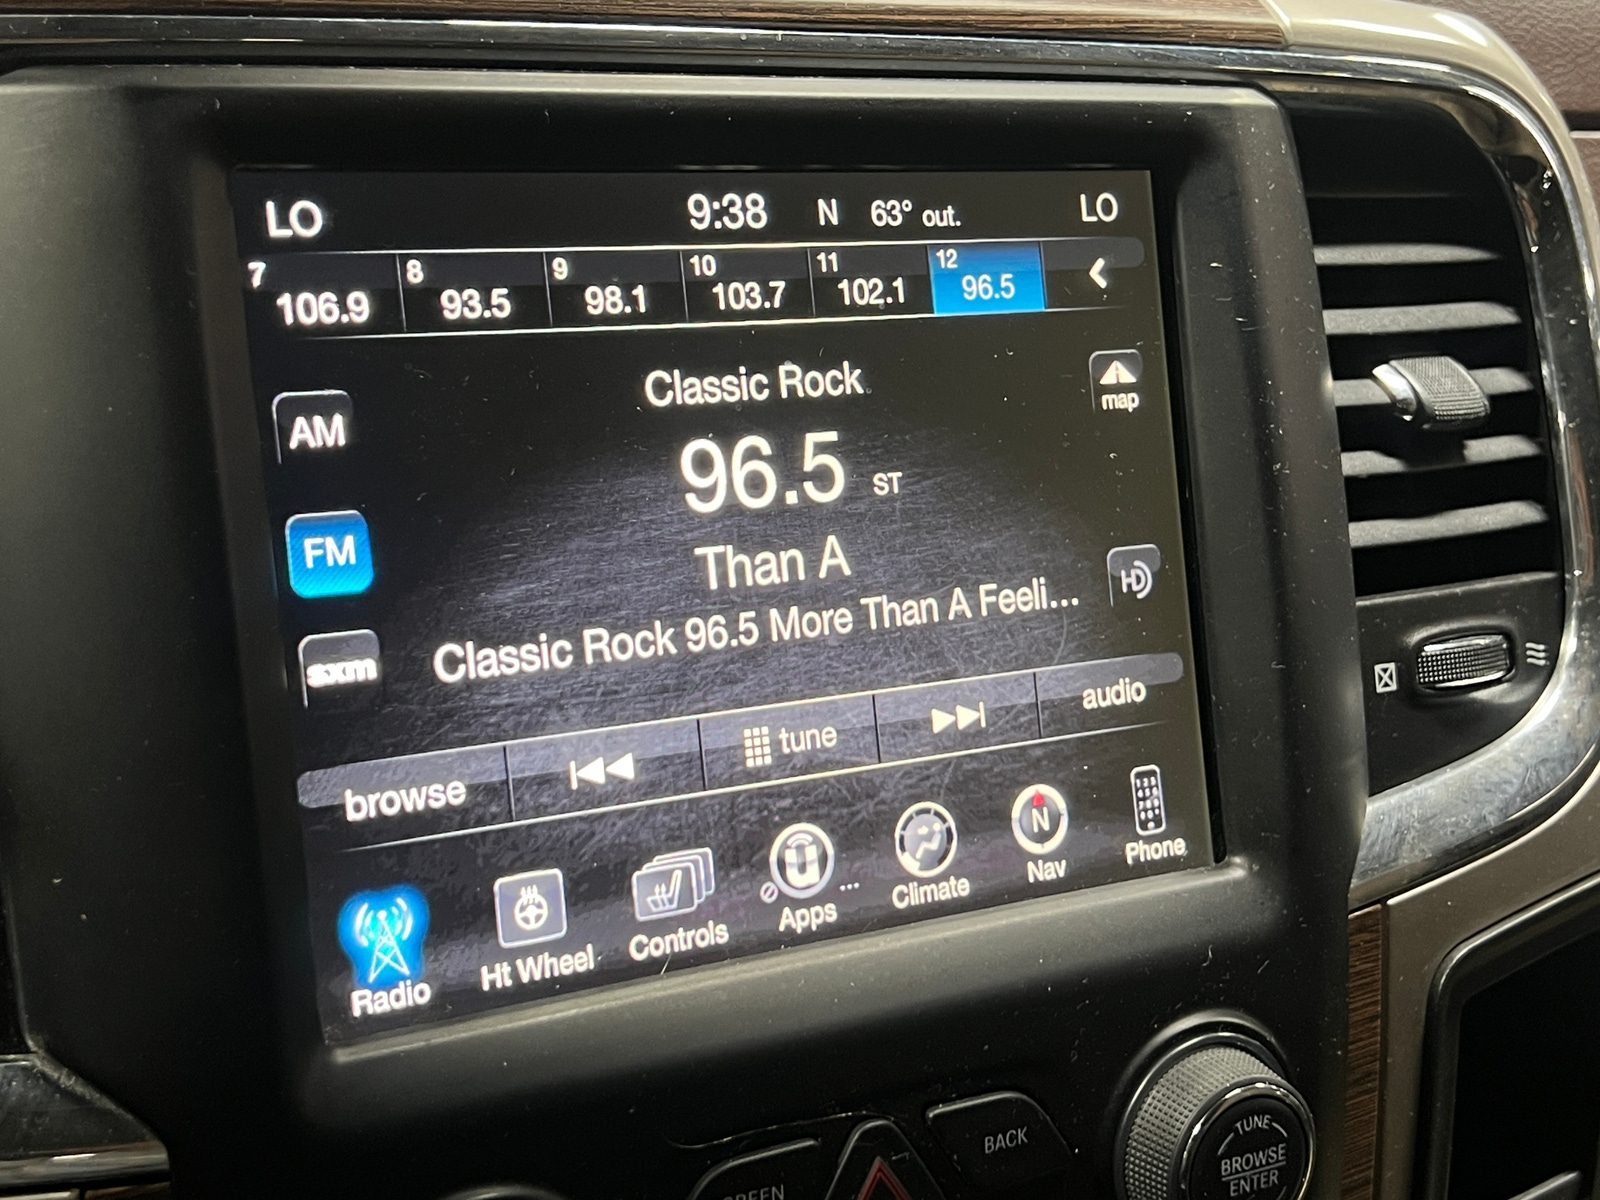 LO 9:38 N 63° out. LO
7 106.9 8 93.5 9 98.1 10 103.7 11 102.1 12 96.5
Classic Rock
map
AM
96.5 ST
FM
Than A
HD
sxm
Classic Rock 96.5 More Than A Feeli...
browse tune audio
Radio Ht Wheel Controls Apps ... Climate N Nav Phone
BACK
TUNE
BROWSE
ENTER